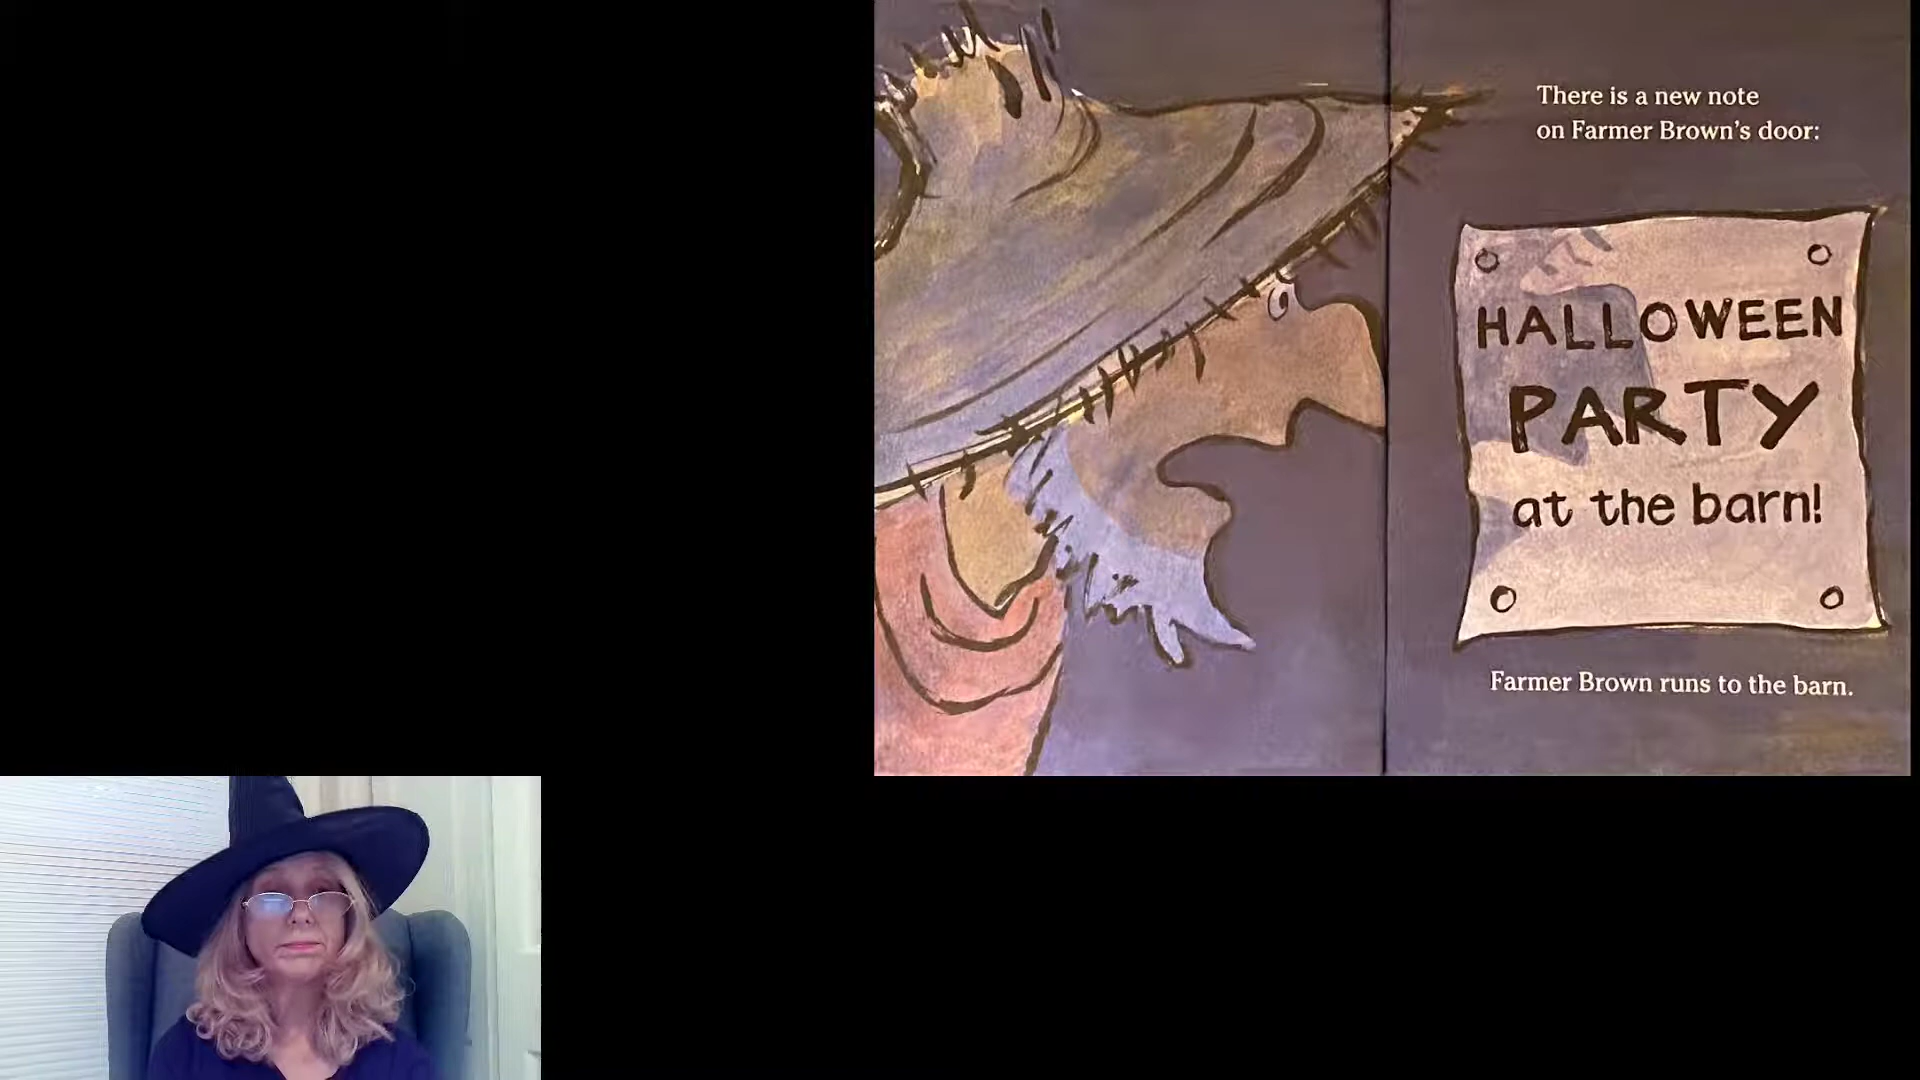 There is a new note
on Farmer Brown's door:
HALLOWEEN
PARTY
at the barn!
Farmer Brown runs to the barn.